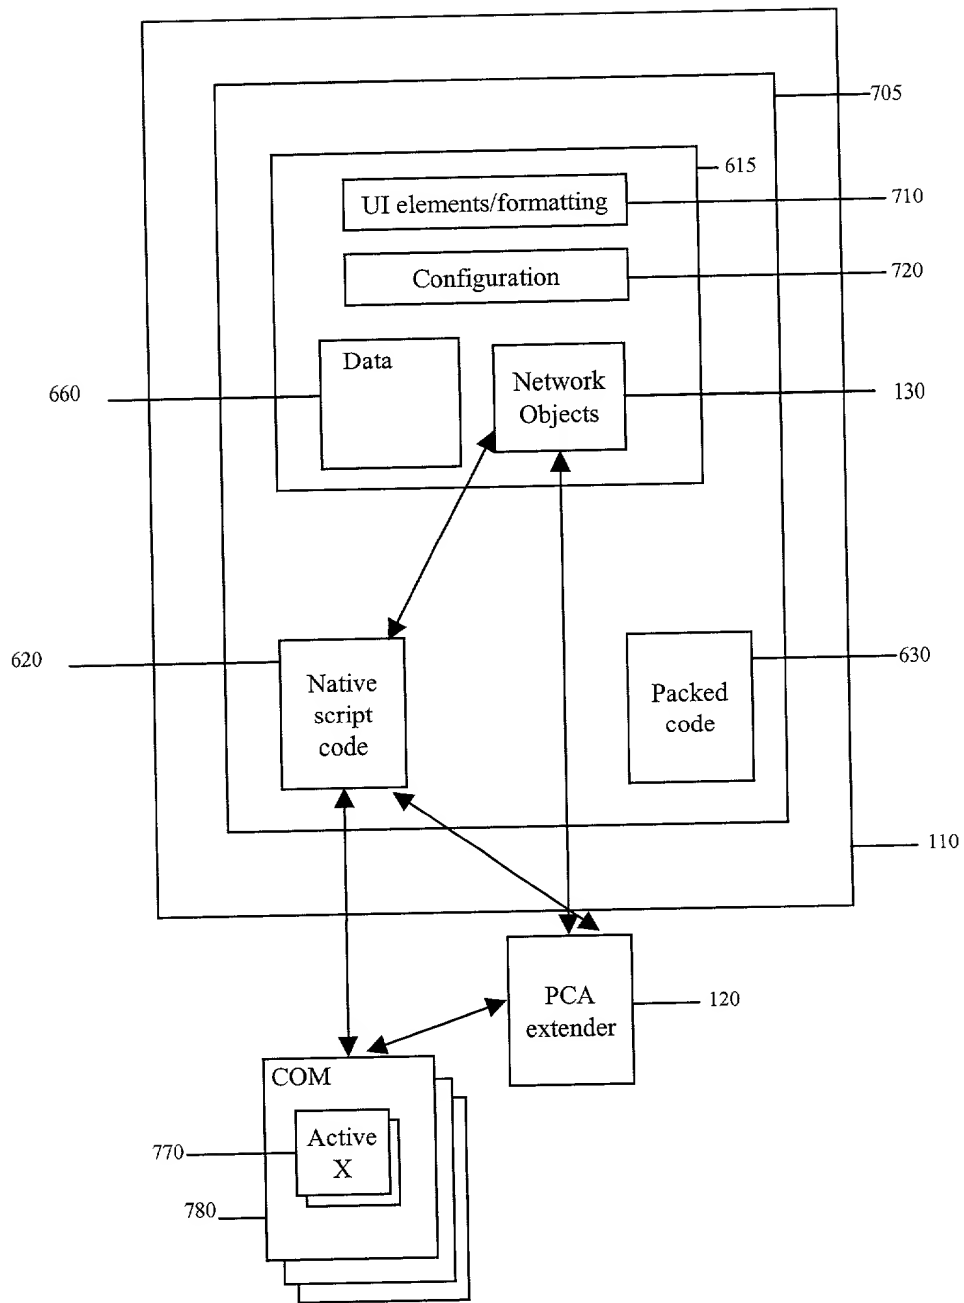 705
615
UI elements/formatting
710
Configuration
720
Data
660
Network
Objects
130
620
Native
script
code
630
Packed
code
110
PCA
extender
120
COM
Active
X
770
780